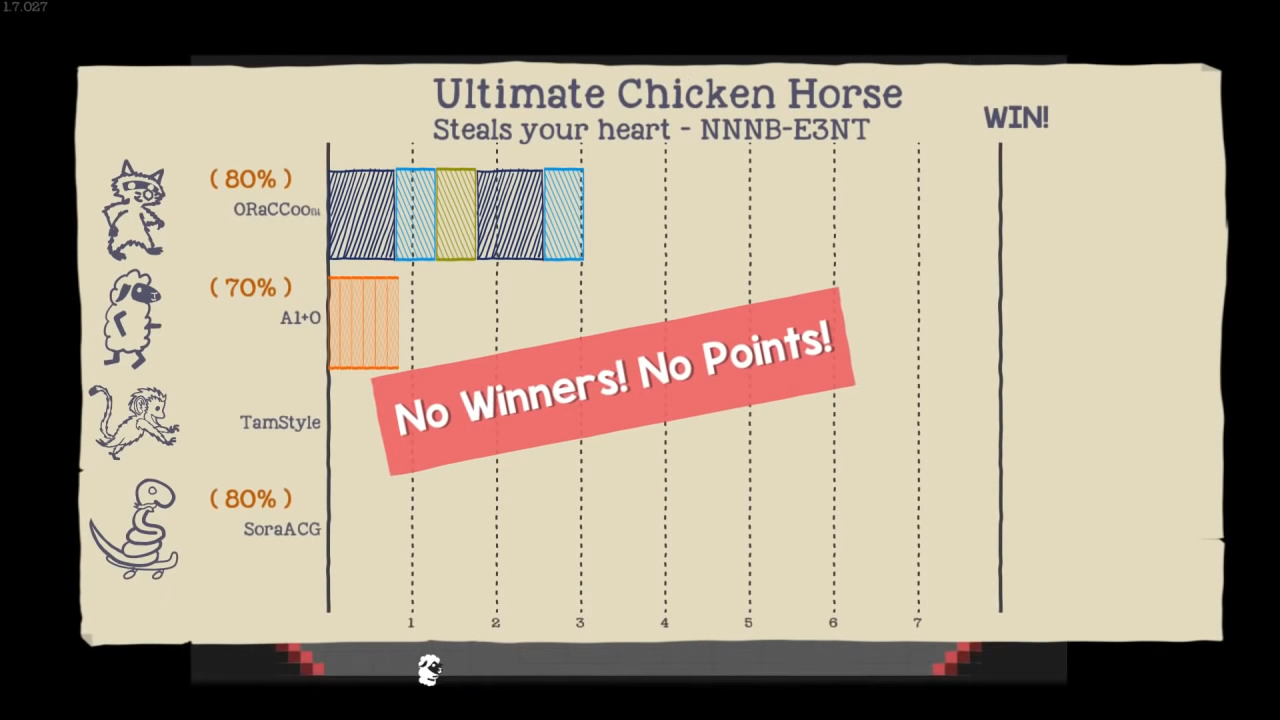 1.7.027
Ultimate Chicken Horse
Steals your heart - NNNB-E3NT
WIN!
( 80% )
( 70% )
A1+O
No Winners! No Points!
TamStyle
( 80% )
SoraACG
1 2 3 4 5 6 7